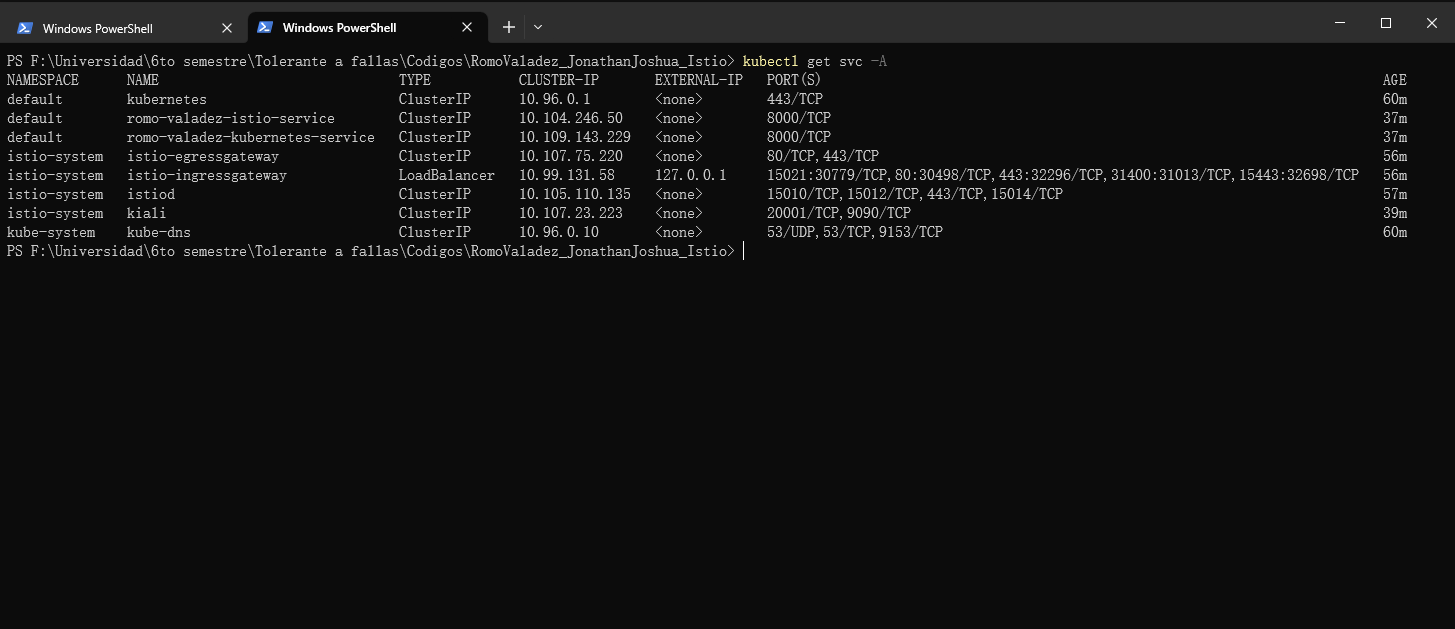 Windows PowerShell
Windows PowerShell
PS F:\Universidad\6to semestre\Tolerante a fallas\Codigos\RomoValadez_JonathanJoshua_Istio> kubectl get svc -A
NAMESPACE NAME TYPE CLUSTER-IP EXTERNAL-IP PORT(S) AGE
default kubernetes ClusterIP 10.96.0.1 <none> 443/TCP 60m
default romo-valadez-istio-service ClusterIP 10.104.246.50 <none> 8000/TCP 37m
default romo-valadez-kubernetes-service ClusterIP 10.109.143.229 <none> 8000/TCP 37m
istio-system istio-egressgateway ClusterIP 10.107.75.220 <none> 80/TCP,443/TCP 56m
istio-system istio-ingressgateway LoadBalancer 10.99.131.58 127.0.0.1 15021:30779/TCP,80:30498/TCP,443:32296/TCP,31400:31013/TCP,15443:32698/TCP 56m
istio-system istiod ClusterIP 10.105.110.135 <none> 15010/TCP,15012/TCP,443/TCP,15014/TCP 57m
istio-system kiali ClusterIP 10.107.23.223 <none> 20001/TCP,9090/TCP 39m
kube-system kube-dns ClusterIP 10.96.0.10 <none> 53/UDP,53/TCP,9153/TCP 60m
PS F:\Universidad\6to semestre\Tolerante a fallas\Codigos\RomoValadez_JonathanJoshua_Istio>